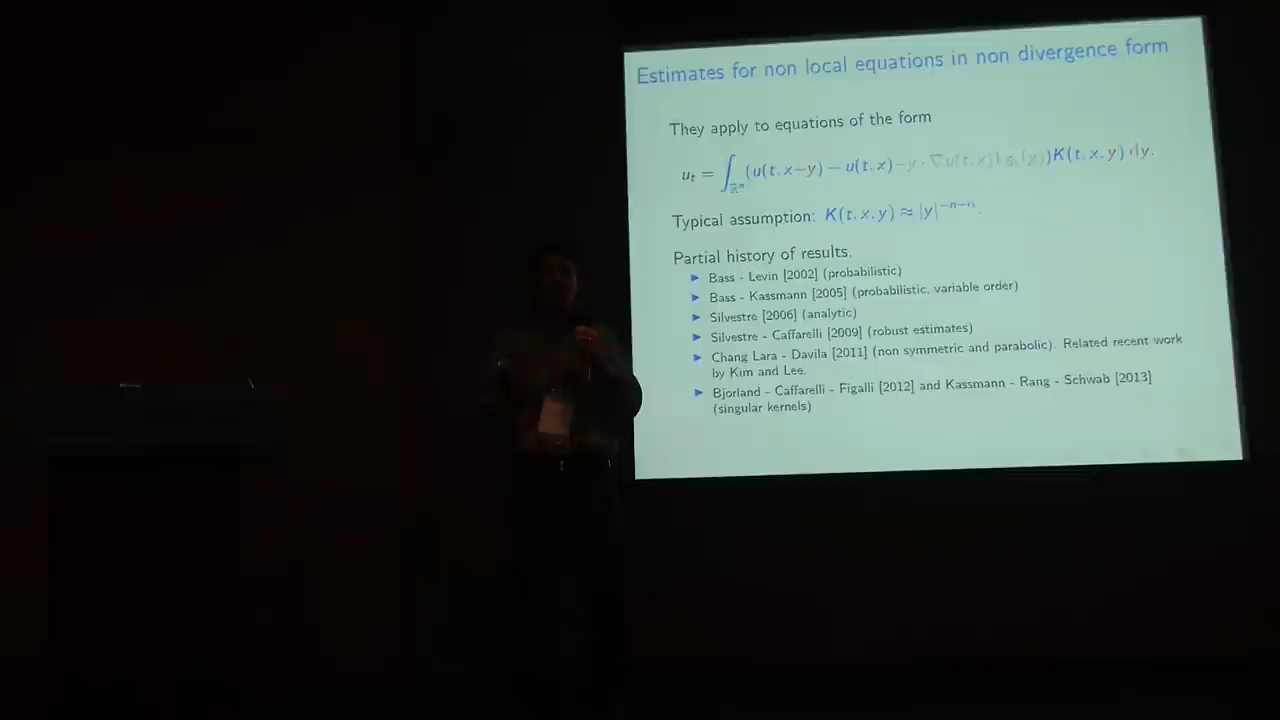 Estimates for non local equations in non divergence form
They apply to equations of the form
u_t = ∫_{ℝ^n} (u(t, x+y) − u(t, x) − y · ∇u(t, x) 1_{B_1}(y)) K(t, x, y) dy.
Typical assumption: K(t, x, y) ≈ |y|^{−n−α}.
Partial history of results.
► Bass - Levin [2002] (probabilistic)
► Bass - Kassmann [2005] (probabilistic, variable order)
► Silvestre [2006] (analytic)
► Silvestre - Caffarelli [2009] (robust estimates)
► Chang Lara - Davila [2011] (non symmetric and parabolic). Related recent work
by Kim and Lee.
► Bjorland - Caffarelli - Figalli [2012] and Kassmann - Rang - Schwab [2013]
(singular kernels)